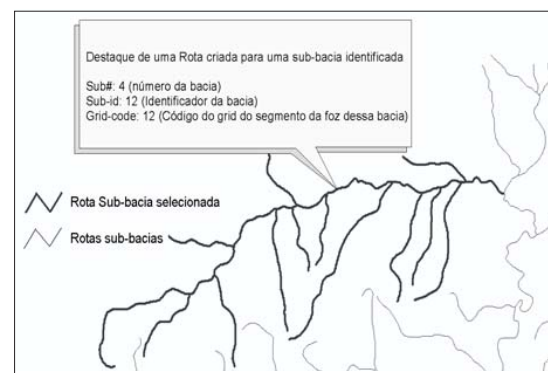 Destaque de uma Rota criada para uma sub-bacia identificada
Sub#: 4 (número da bacia)
Sub-id: 12 (Identificador da bacia)
Grid-code: 12 (Código do grid do segmento da foz dessa bacia)
Rota Sub-bacia selecionada
Rotas sub-bacias